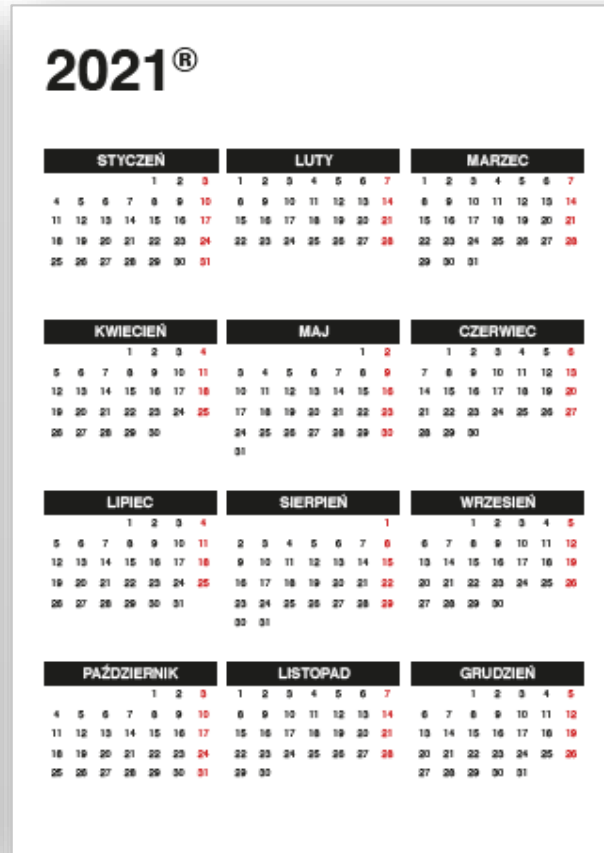 2021®
STYCZEŃ
1 2 3
4 5 6 7 8 9 10
11 12 13 14 15 16 17
18 19 20 21 22 23 24
25 26 27 28 29 30 31
LUTY
1 2 3 4 5 6 7
8 9 10 11 12 13 14
15 16 17 18 19 20 21
22 23 24 25 26 27 28
MARZEC
1 2 3 4 5 6 7
8 9 10 11 12 13 14
15 16 17 18 19 20 21
22 23 24 25 26 27 28
29 30 31
KWIECIEŃ
1 2 3 4
5 6 7 8 9 10 11
12 13 14 15 16 17 18
19 20 21 22 23 24 25
26 27 28 29 30
MAJ
1 2
3 4 5 6 7 8 9
10 11 12 13 14 15 16
17 18 19 20 21 22 23
24 25 26 27 28 29 30
31
CZERWIEC
1 2 3 4 5 6
7 8 9 10 11 12 13
14 15 16 17 18 19 20
21 22 23 24 25 26 27
28 29 30
LIPIEC
1 2 3 4
5 6 7 8 9 10 11
12 13 14 15 16 17 18
19 20 21 22 23 24 25
26 27 28 29 30 31
SIERPIEŃ
1
2 3 4 5 6 7 8
9 10 11 12 13 14 15
16 17 18 19 20 21 22
23 24 25 26 27 28 29
30 31
WRZESIEŃ
1 2 3 4 5
6 7 8 9 10 11 12
13 14 15 16 17 18 19
20 21 22 23 24 25 26
27 28 29 30
PAŹDZIERNIK
1 2 3
4 5 6 7 8 9 10
11 12 13 14 15 16 17
18 19 20 21 22 23 24
25 26 27 28 29 30 31
LISTOPAD
1 2 3 4 5 6 7
8 9 10 11 12 13 14
15 16 17 18 19 20 21
22 23 24 25 26 27 28
29 30
GRUDZIEŃ
1 2 3 4 5
6 7 8 9 10 11 12
13 14 15 16 17 18 19
20 21 22 23 24 25 26
27 28 29 30 31